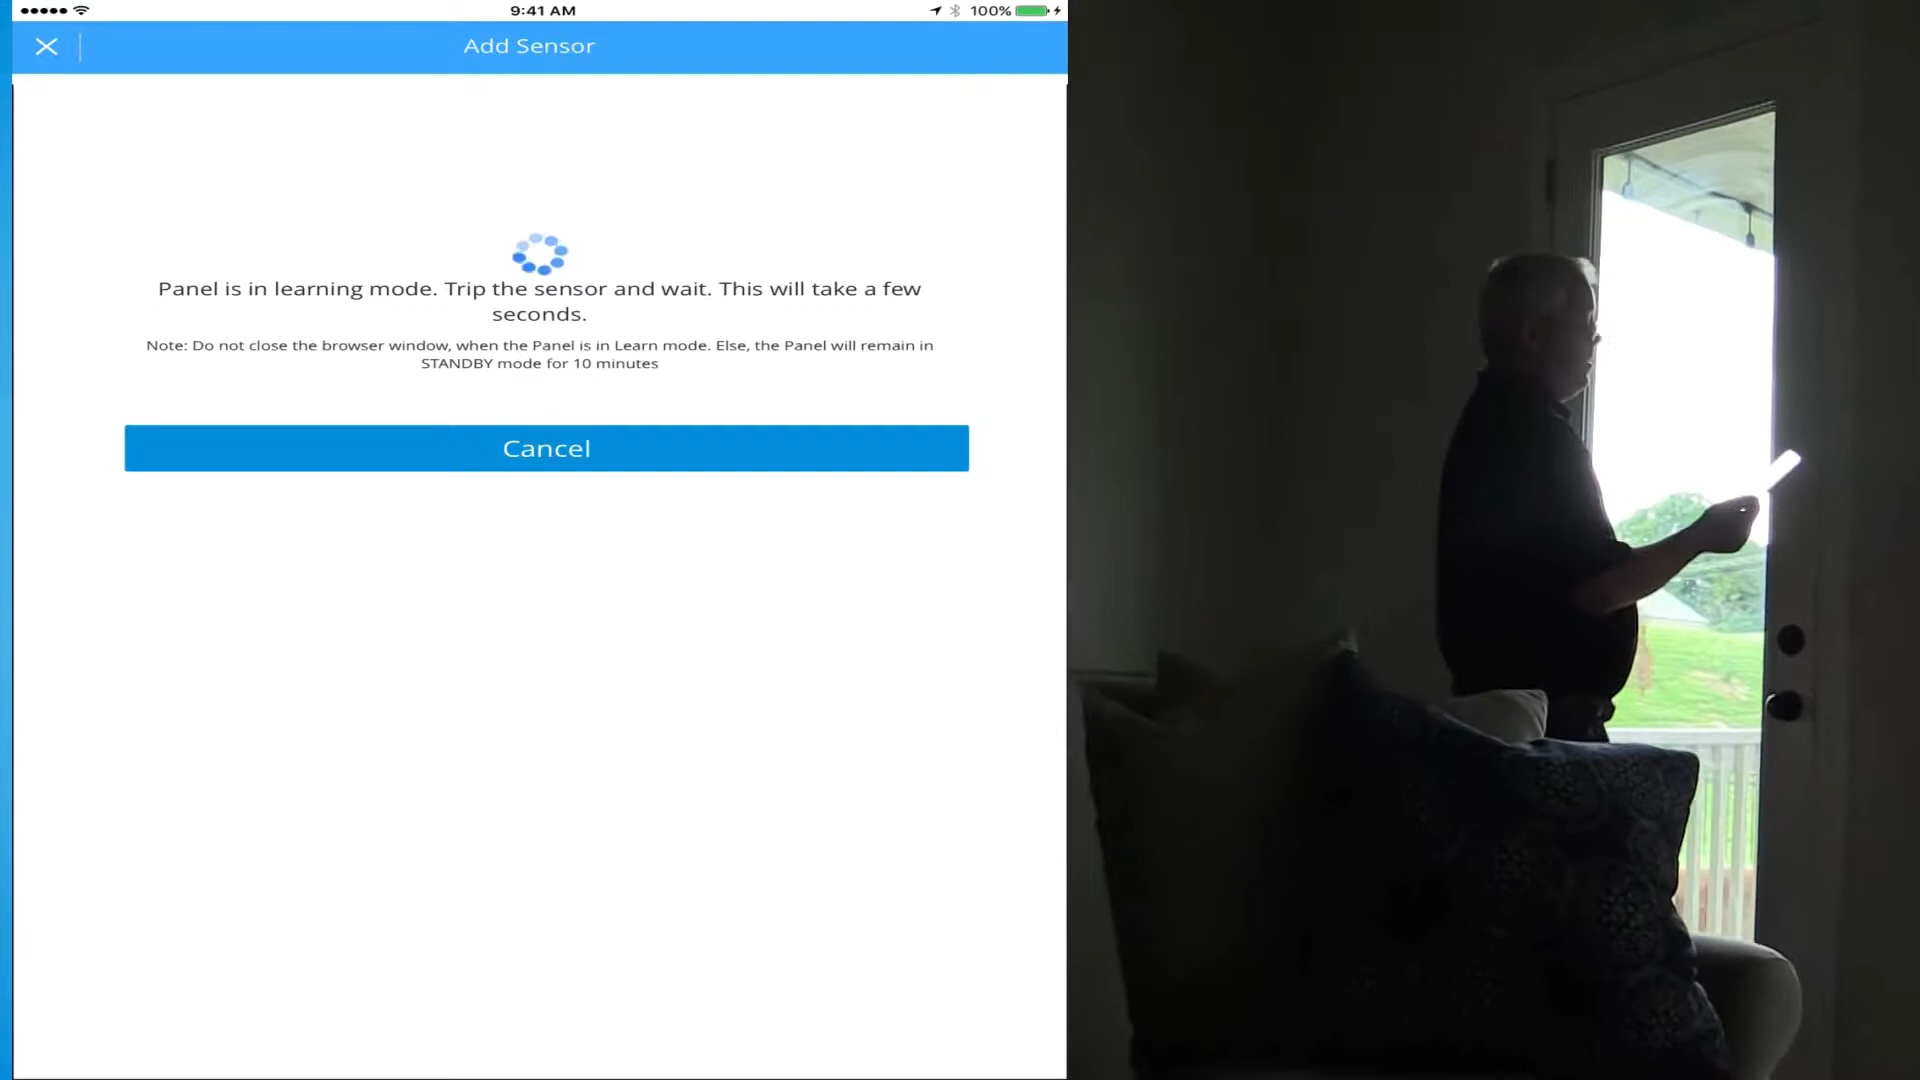 9:41 AM
100%
Add Sensor
Panel is in learning mode. Trip the sensor and wait. This will take a few
seconds.
Note: Do not close the browser window, when the Panel is in Learn mode. Else, the Panel will remain in
STANDBY mode for 10 minutes
Cancel